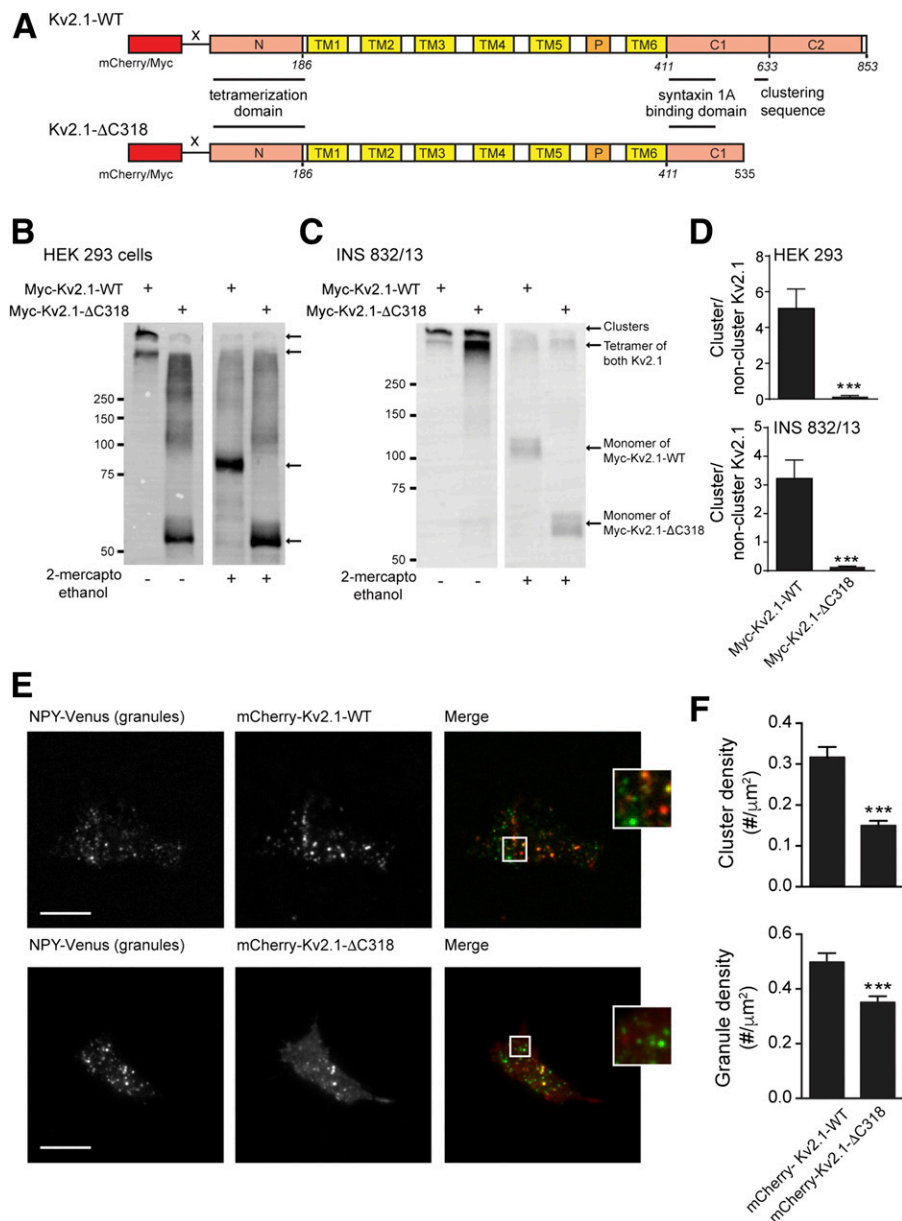 A
Kv2.1-WT
X
N TM1 TM2 TM3 TM4 TM5 P TM6 C1 C2
mCherry/Myc
186 411 633 853
tetramerization domain
syntaxin 1A binding domain
clustering sequence
Kv2.1-ΔC318
X
N TM1 TM2 TM3 TM4 TM5 P TM6 C1
mCherry/Myc
186 411 535
B
HEK 293 cells
Myc-Kv2.1-WT + +
Myc-Kv2.1-ΔC318 + +
250
150
100
75
50
2-mercapto ethanol - - + +
C
INS 832/13
Myc-Kv2.1-WT + +
Myc-Kv2.1-ΔC318 + +
250
150
100
75
50
Clusters
Tetramer of both Kv2.1
Monomer of Myc-Kv2.1-WT
Monomer of Myc-Kv2.1-ΔC318
2-mercapto ethanol - - + +
D
HEK 293
Cluster/ non-cluster Kv2.1
8
6
4
2
0
***
INS 832/13
Cluster/ non-cluster Kv2.1
5
4
3
2
1
0
***
Myc-Kv2.1-WT
Myc-Kv2.1-ΔC318
E
NPY-Venus (granules) mCherry-Kv2.1-WT Merge
NPY-Venus (granules) mCherry-Kv2.1-ΔC318 Merge
F
Cluster density (#/μm²)
0.4
0.3
0.2
0.1
0.0
***
Granule density (#/μm²)
0.6
0.4
0.2
0.0
***
mCherry- Kv2.1-WT
mCherry-Kv2.1-ΔC318